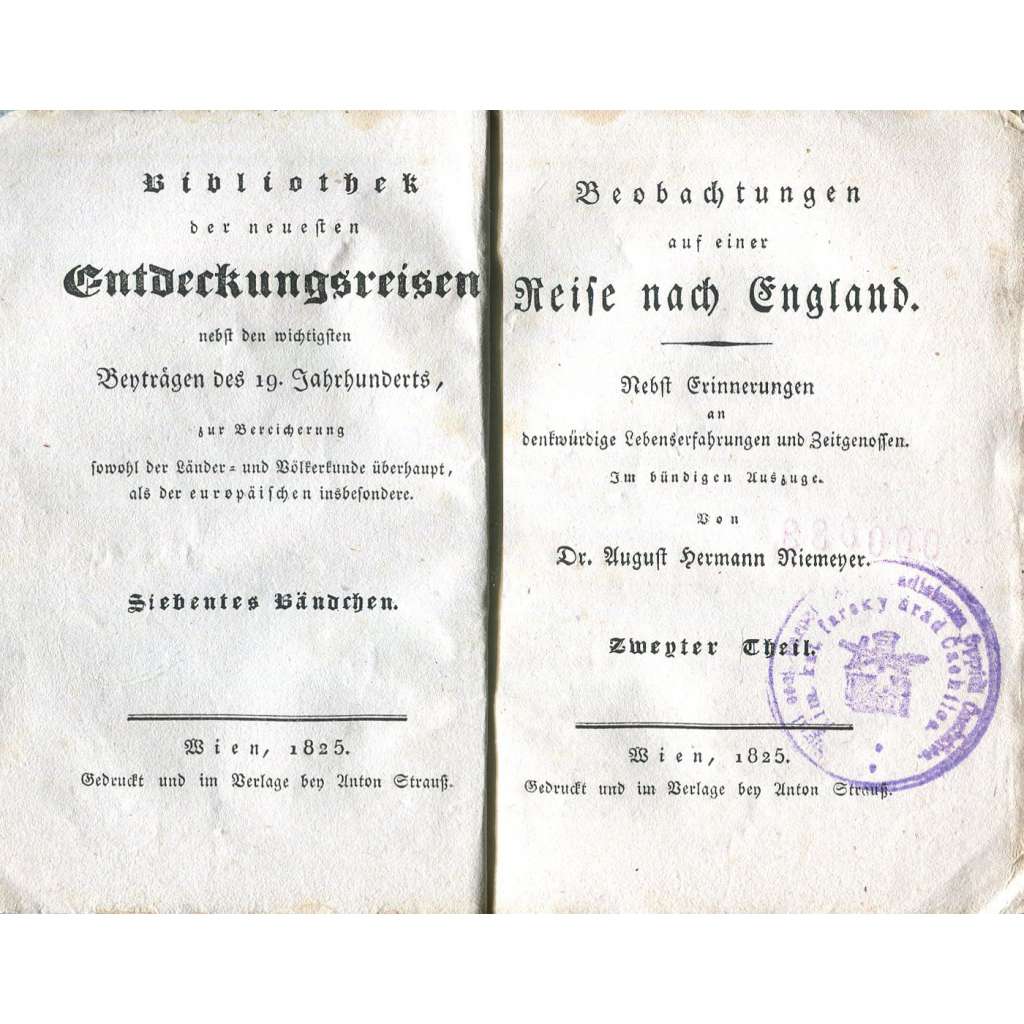 Bibliothek
der neuesten
Entdeckungsreisen
nebst den wichtigsten
Beyträgen des 19. Jahrhunderts,
zur Bereicherung
sowohl der Länder- und Völkerkunde überhaupt,
als der europäischen insbesondere.
Siebentes Bändchen.
Wien, 1825.
Gedruckt und im Verlage bey Anton Strauß.
Beobachtungen
auf einer
Reise nach England.
Nebst Erinnerungen
an
denkwürdige Lebenserfahrungen und Zeitgenossen.
Im bündigen Auszuge.
Von
Dr. August Hermann Niemeyer.
Zweyter Theil.
Wien, 1825.
Gedruckt und im Verlage bey Anton Strauß.
farsky úrad